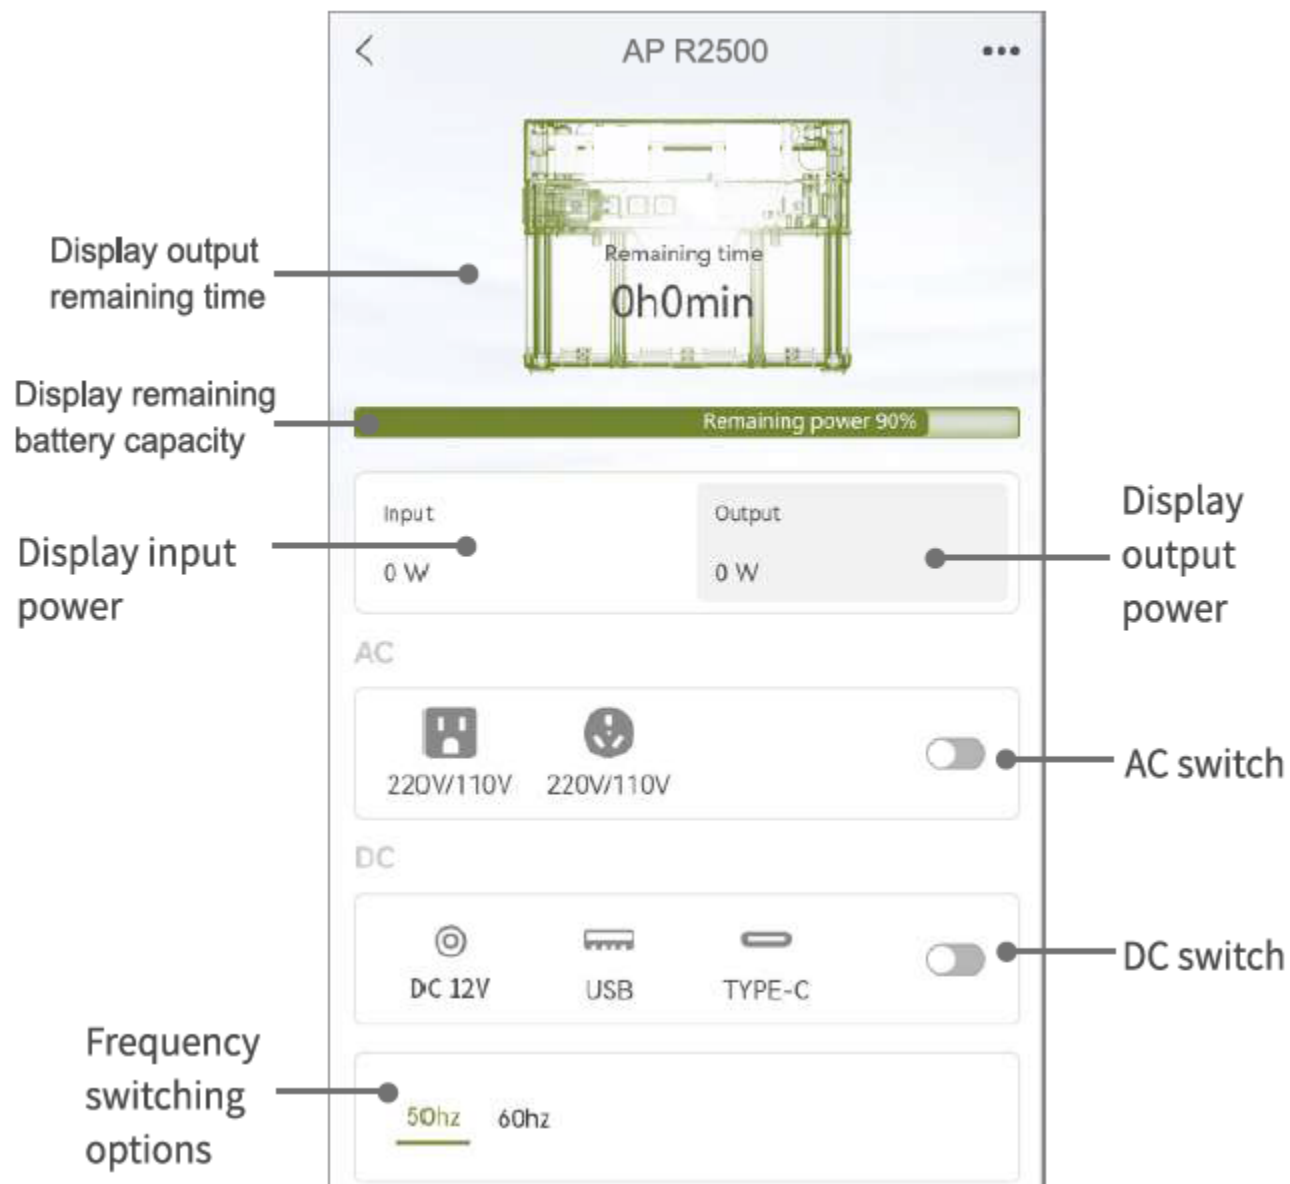 AP R2500
Display output
remaining time
Remaining time
0h0min
Display remaining
battery capacity
Remaining power 90%
Display input
power
Input
0 W
Output
0 W
Display
output
power
AC
220V/110V
220V/110V
AC switch
DC
DC 12V
USB
TYPE-C
DC switch
Frequency
switching
options
50hz
60hz